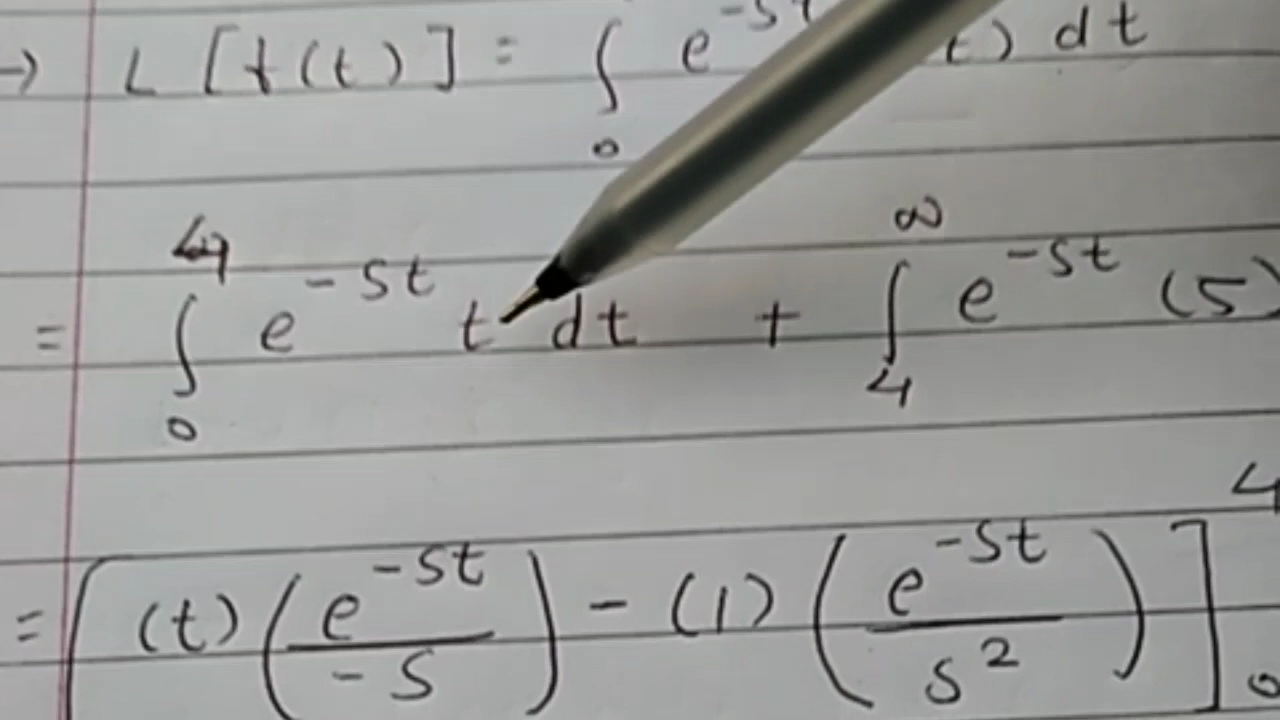 → L [f(t)] = ∫₀ e^-st t) dt
= ∫₀⁴ e^-st t dt + ∫₄^∞ e^-st (5)
= [(t)(e^-st / -s) - (1)(e^-st / s²)]₀⁴